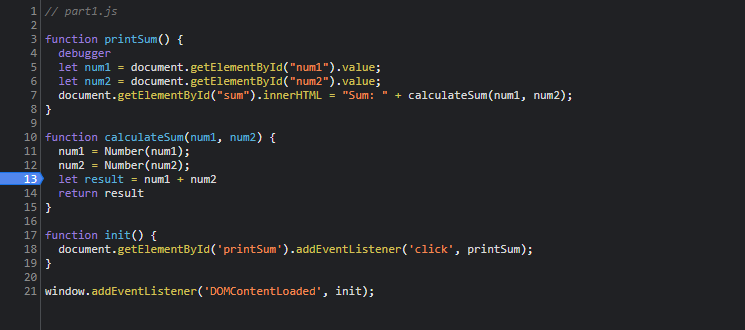 1 // part1.js
2
3 function printSum() {
4   debugger
5   let num1 = document.getElementById("num1").value;
6   let num2 = document.getElementById("num2").value;
7   document.getElementById("sum").innerHTML = "Sum: " + calculateSum(num1, num2);
8 }
9
10 function calculateSum(num1, num2) {
11   num1 = Number(num1);
12   num2 = Number(num2);
13   let result = num1 + num2
14   return result
15 }
16
17 function init() {
18   document.getElementById('printSum').addEventListener('click', printSum);
19 }
20
21 window.addEventListener('DOMContentLoaded', init);